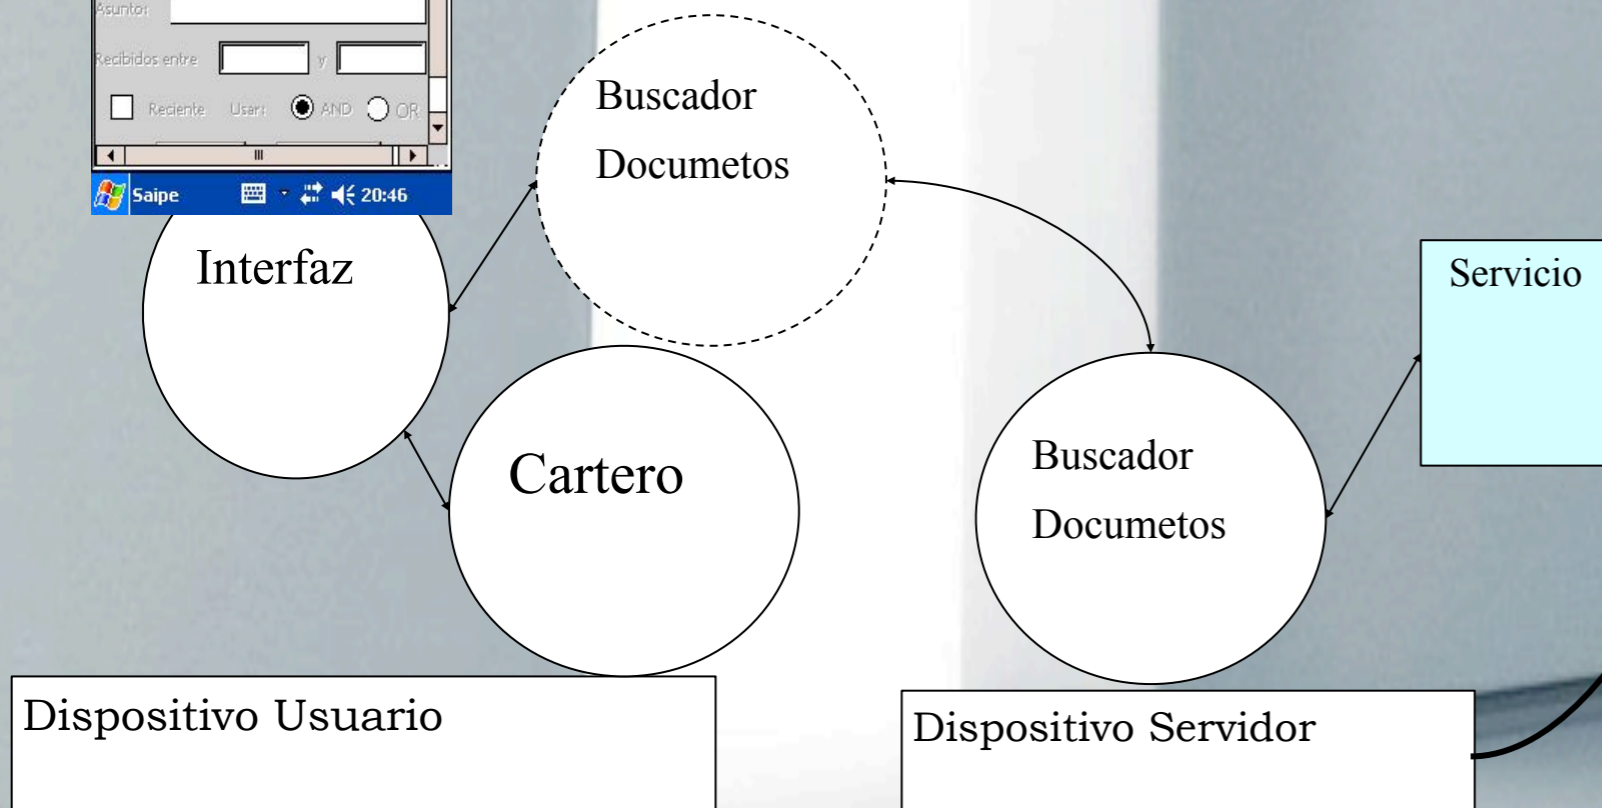 Asunto:
Recibidos entre y
Reciente Usar: AND OR
Saipe 20:46
Buscador
Documetos
Interfaz
Servicio
Cartero
Buscador
Documetos
Dispositivo Usuario
Dispositivo Servidor